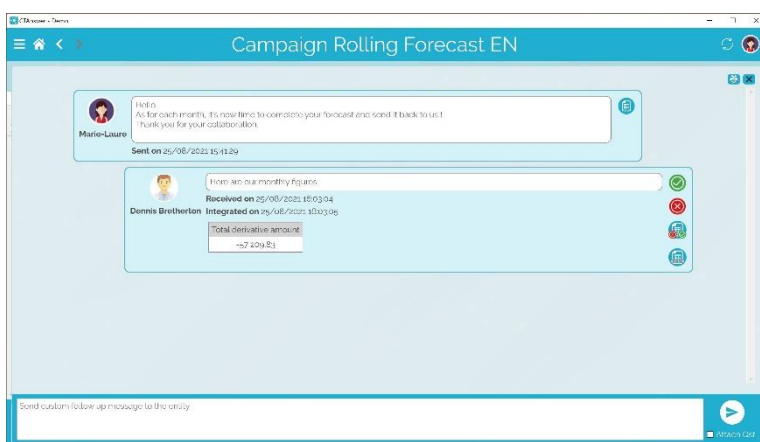 CTAnswer - Demo
Campaign Rolling Forecast EN
Hello
As for each month, it's now time to complete your forecast and send it back to us !
Thank you for your collaboration.
Marie-Laure
Sent on 25/08/2021 15:41:29
Here are our monthly figures
Received on 25/08/2021 18:03:04
Dennis Bretherton Integrated on 25/08/2021 18:03:05
Total derivative amount
-57 209,83
Send custom follow up message to the entity
Attach Qst